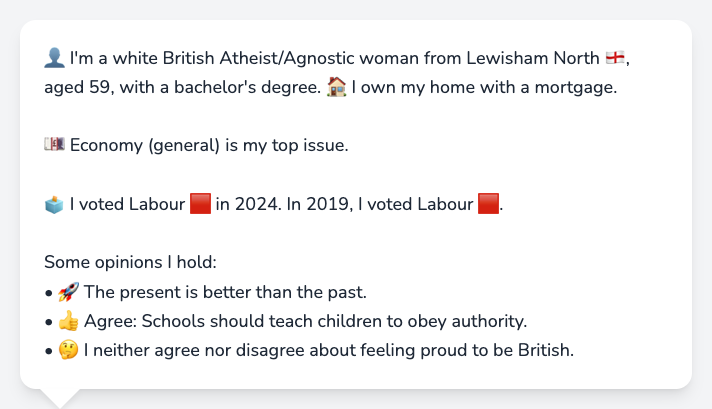 👤 I'm a white British Atheist/Agnostic woman from Lewisham North 🏴󠁧󠁢󠁥󠁮󠁧󠁿,
aged 59, with a bachelor's degree. 🏠 I own my home with a mortgage.
💷 Economy (general) is my top issue.
🗳️ I voted Labour 🟥 in 2024. In 2019, I voted Labour 🟥.
Some opinions I hold:
• 🚀 The present is better than the past.
• 👍 Agree: Schools should teach children to obey authority.
• 🤔 I neither agree nor disagree about feeling proud to be British.